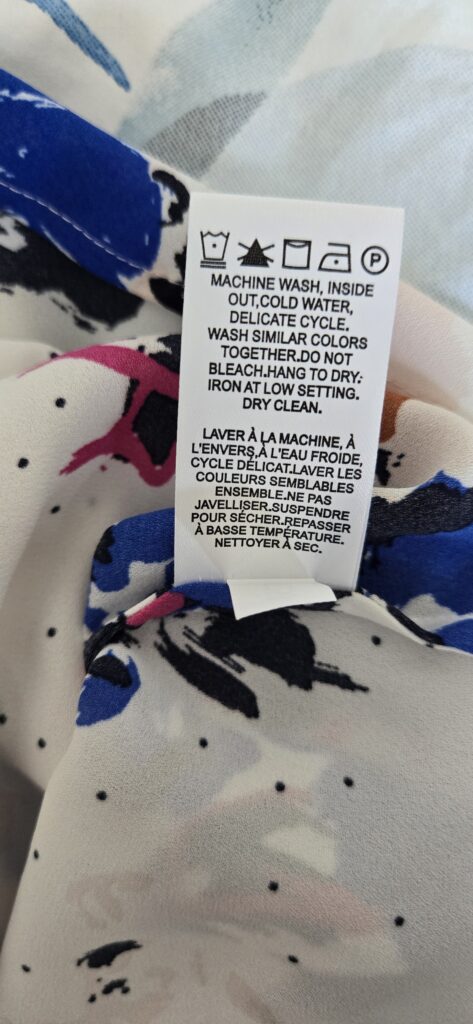 P
MACHINE WASH, INSIDE
OUT,COLD WATER,
DELICATE CYCLE.
WASH SIMILAR COLORS
TOGETHER.DO NOT
BLEACH.HANG TO DRY.
IRON AT LOW SETTING.
DRY CLEAN.
LAVER À LA MACHINE, À
L'ENVERS,À L'EAU FROIDE,
CYCLE DÉLICAT.LAVER LES
COULEURS SEMBLABLES
ENSEMBLE.NE PAS
JAVELLISER.SUSPENDRE
POUR SÉCHER.REPASSER
À BASSE TEMPÉRATURE.
NETTOYER À SEC.